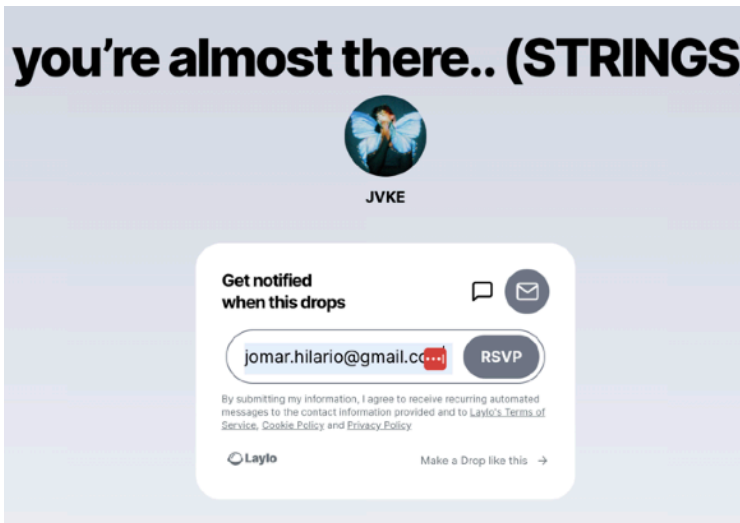 you're almost there.. (STRINGS
JVKE
Get notified
when this drops
jomar.hilario@gmail.co
RSVP
By submitting my information, I agree to receive recurring automated
messages to the contact information provided and to Laylo's Terms of
Service, Cookie Policy and Privacy Policy
Laylo
Make a Drop like this →